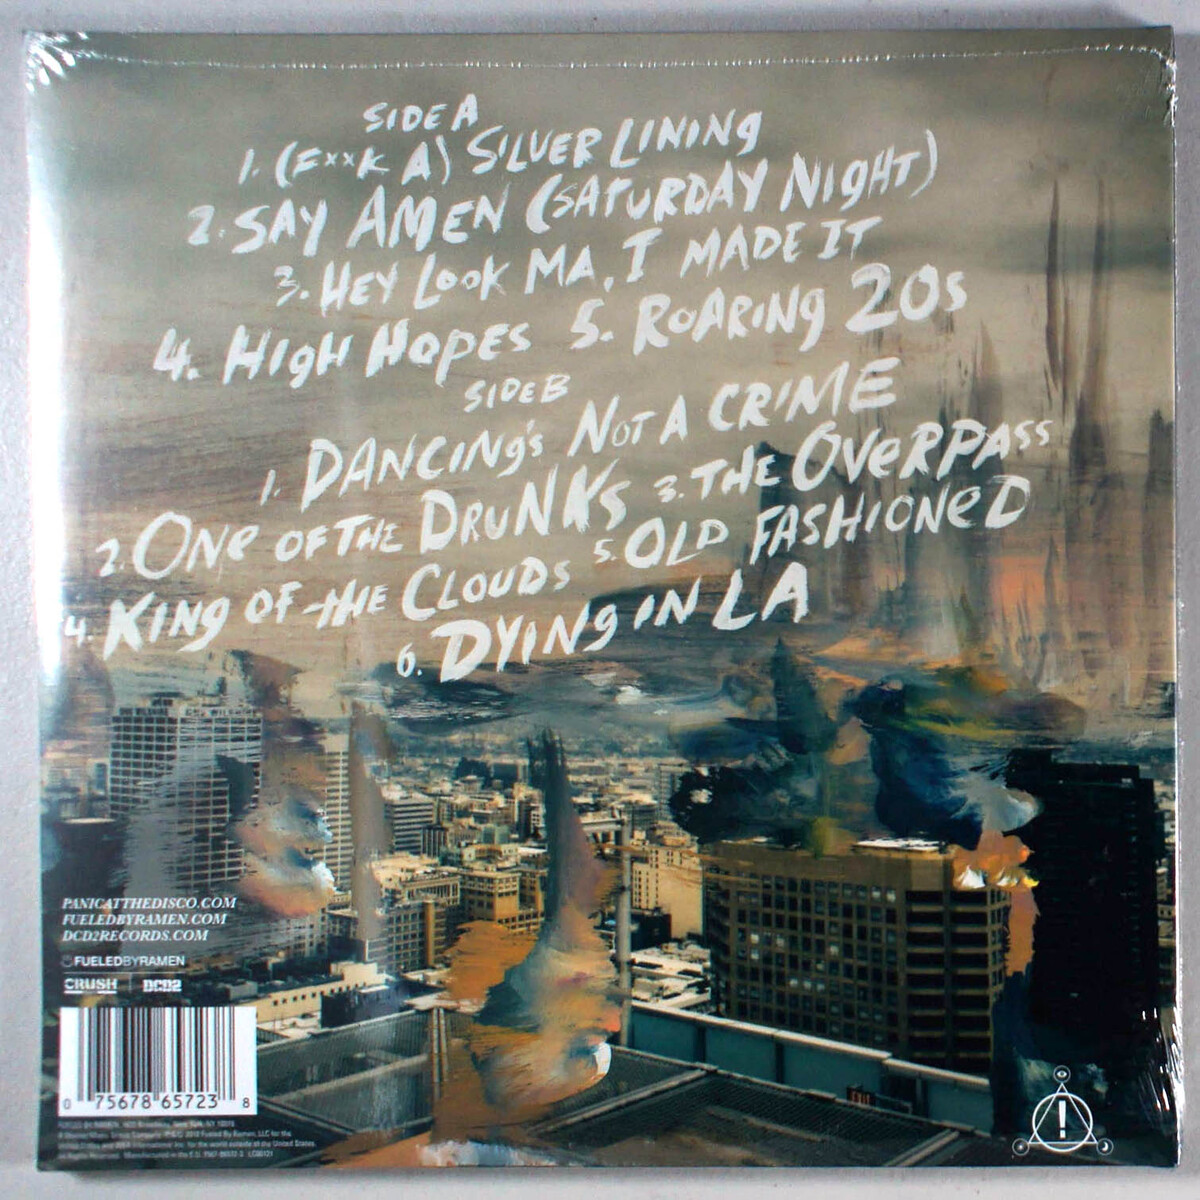 SIDE A
1. (F××K A) SILVER LINING
2. SAY AMEN (SATURDAY NIGHT)
3. HEY LOOK MA, I MADE IT
4. HIGH HOPES 5. ROARING 20s
SIDE B
1. DANCING'S NOT A CRIME
2. ONE OF THE DRUNKS 3. THE OVERPASS
4. KING OF THE CLOUDS 5. OLD FASHIONED
6. DYING IN LA
PANICATTHEDISCO.COM
FUELEDBYRAMEN.COM
DCD2RECORDS.COM
FUELEDBYRAMEN
CRUSH | DCD2
0 75678 65723 8
EXIT
!